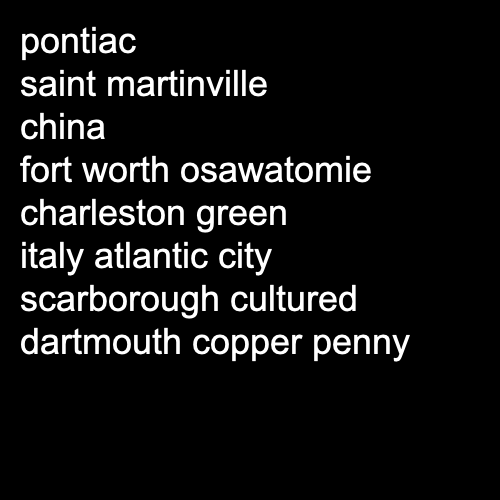 pontiac
saint martinville
china
fort worth osawatomie
charleston green
italy atlantic city
scarborough cultured
dartmouth copper penny